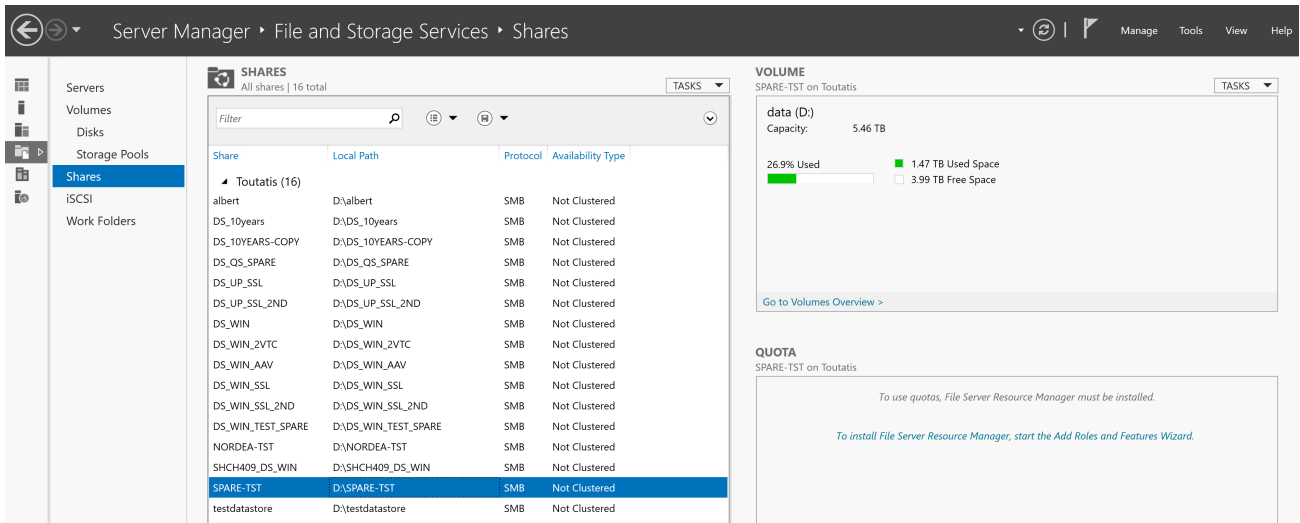 Server Manager ‣ File and Storage Services ‣ Shares
Manage Tools View Help
Servers
Volumes
Disks
Storage Pools
Shares
iSCSI
Work Folders
SHARES
All shares | 16 total
TASKS
Filter
Share Local Path Protocol Availability Type
Toutatis (16)
albert D:\albert SMB Not Clustered
DS_10years D:\DS_10years SMB Not Clustered
DS_10YEARS-COPY D:\DS_10YEARS-COPY SMB Not Clustered
DS_QS_SPARE D:\DS_QS_SPARE SMB Not Clustered
DS_UP_SSL D:\DS_UP_SSL SMB Not Clustered
DS_UP_SSL_2ND D:\DS_UP_SSL_2ND SMB Not Clustered
DS_WIN D:\DS_WIN SMB Not Clustered
DS_WIN_2VTC D:\DS_WIN_2VTC SMB Not Clustered
DS_WIN_AAV D:\DS_WIN_AAV SMB Not Clustered
DS_WIN_SSL D:\DS_WIN_SSL SMB Not Clustered
DS_WIN_SSL_2ND D:\DS_WIN_SSL_2ND SMB Not Clustered
DS_WIN_TEST_SPARE D:\DS_WIN_TEST_SPARE SMB Not Clustered
NORDEA-TST D:\NORDEA-TST SMB Not Clustered
SHCH409_DS_WIN D:\SHCH409_DS_WIN SMB Not Clustered
SPARE-TST D:\SPARE-TST SMB Not Clustered
testdatastore D:\testdatastore SMB Not Clustered
VOLUME
SPARE-TST on Toutatis
TASKS
data (D:)
Capacity: 5.46 TB
26.9% Used
1.47 TB Used Space
3.99 TB Free Space
Go to Volumes Overview >
QUOTA
SPARE-TST on Toutatis
To use quotas, File Server Resource Manager must be installed.
To install File Server Resource Manager, start the Add Roles and Features Wizard.